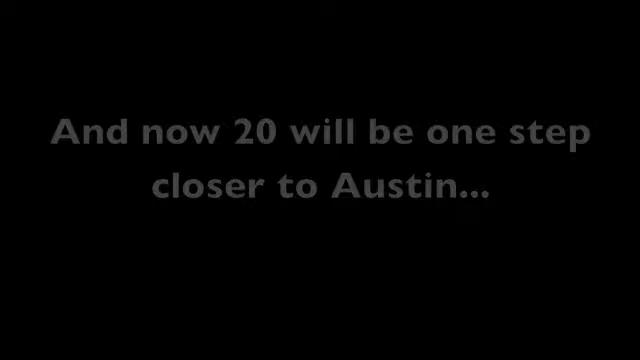 And now 20 will be one step
closer to Austin...